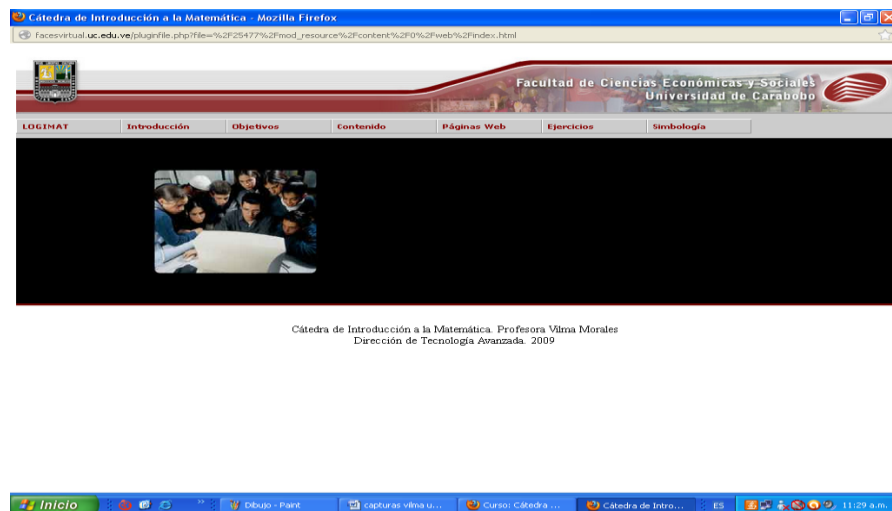 Cátedra de Introducción a la Matemática - Mozilla Firefox
facesvirtual.uc.edu.ve/pluginfile.php?file=%2F25477%2Fmod_resource%2Fcontent%2F0%2Fweb%2Findex.html
Facultad de Ciencias Económicas y Sociales
Universidad de Carabobo
LOGIMAT Introducción Objetivos Contenido Páginas Web Ejercicios Simbología
Cátedra de Introducción a la Matemática. Profesora Vilma Morales
Dirección de Tecnología Avanzada. 2009
Inicio » Dibujo - Paint capturas vilma u... Curso: Cátedra ... Cátedra de Intro... ES 11:29 a.m.